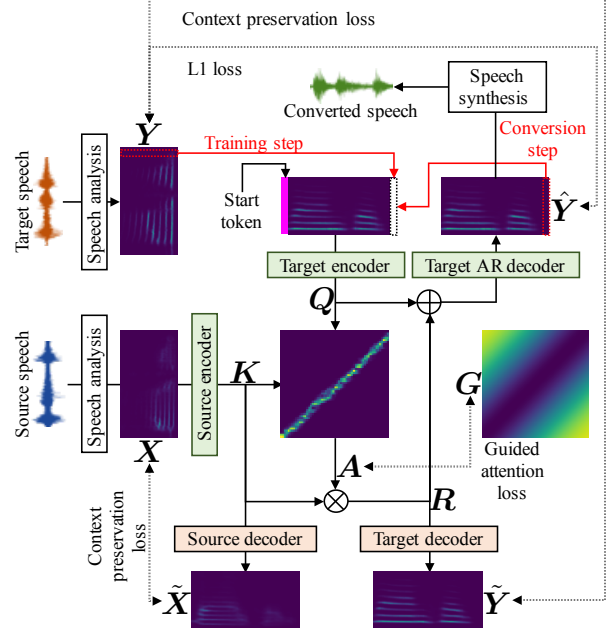 Context preservation loss
L1 loss
Speech
synthesis
Converted speech
Y
Training step
Conversion
step
Target speech
Speech analysis
Start
token
Ŷ
Target encoder
Target AR decoder
Q
Source speech
Speech analysis
Source encoder
K
G
X
A
Guided
attention
loss
R
Context
preservation
loss
Source decoder
Target decoder
X̃
Ỹ